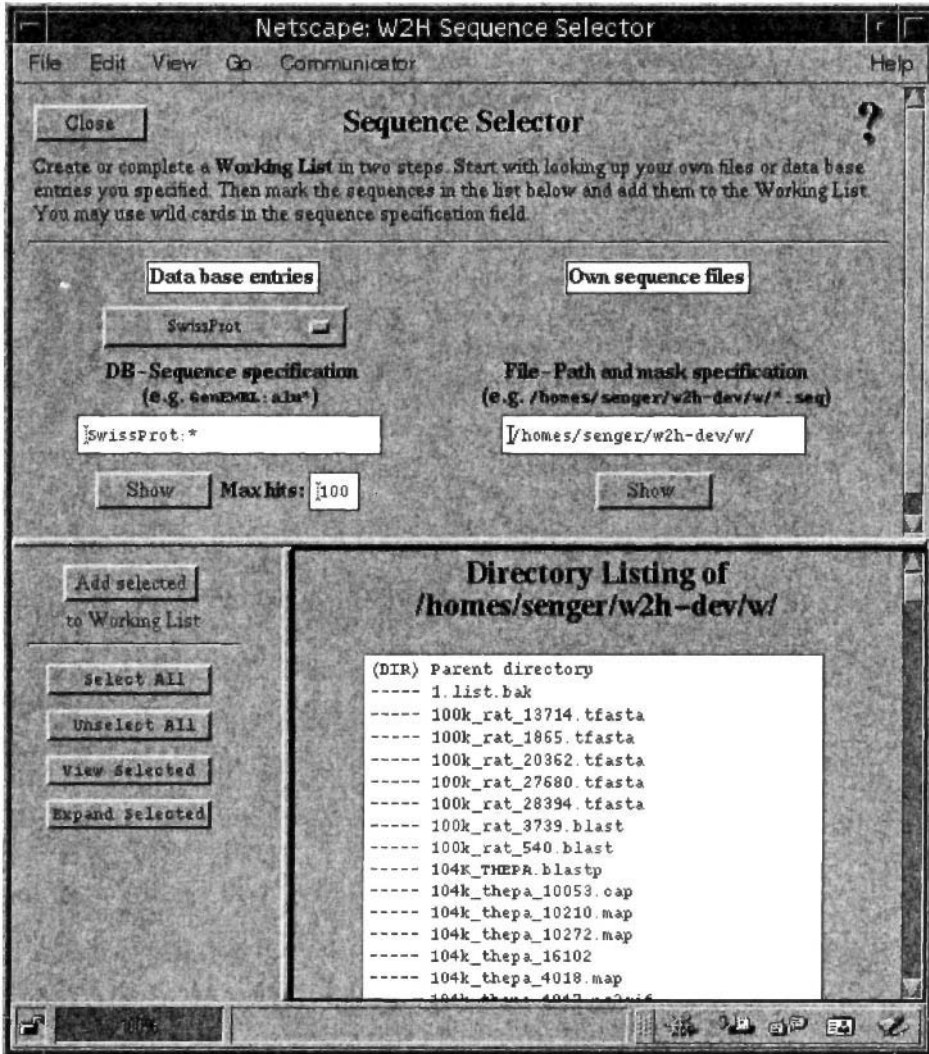 Netscape: W2H Sequence Selector
File Edit View Go Communicator Help
Close
Sequence Selector
?
Create or complete a Working List in two steps. Start with looking up your own files or data base
entries you specified. Then mark the sequences in the list below and add them to the Working List.
You may use wild cards in the sequence specification field.
Data base entries
SwissProt
DB-Sequence specification
(e.g. GenEMBL:alu*)
SwissProt:*
Show Max hits: 100
Own sequence files
File-Path and mask specification
(e.g. /homes/senger/w2h-dev/w/*.seq)
/homes/senger/w2h-dev/w/
Show
Add selected
to Working List
Select All
Unselect All
View Selected
Expand Selected
Directory Listing of
/homes/senger/w2h-dev/w/
(DIR) Parent directory
----- 1.list.bak
----- 100k_rat_13714.tfasta
----- 100k_rat_1865.tfasta
----- 100k_rat_20362.tfasta
----- 100k_rat_27680.tfasta
----- 100k_rat_28394.tfasta
----- 100k_rat_3739.blast
----- 100k_rat_540.blast
----- 104K_THEPA.blastp
----- 104k_thepa_10053.cap
----- 104k_thepa_10210.map
----- 104k_thepa_10272.map
----- 104k_thepa_16102
----- 104k_thepa_4018.map